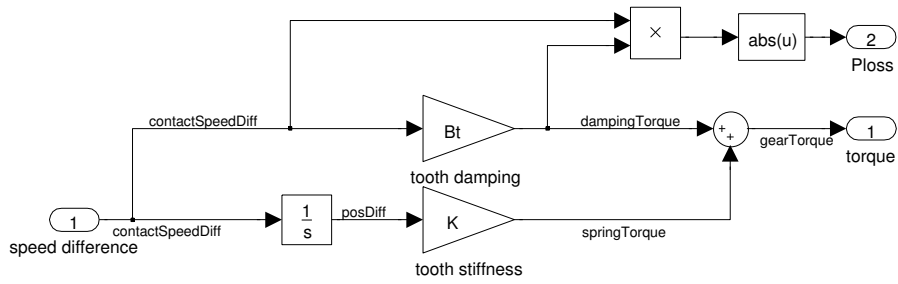 ×
abs(u)
2
Ploss
contactSpeedDiff
Bt
dampingTorque
+
+
gearTorque
1
torque
tooth damping
1
speed difference
contactSpeedDiff
1
s
posDiff
K
springTorque
tooth stiffness